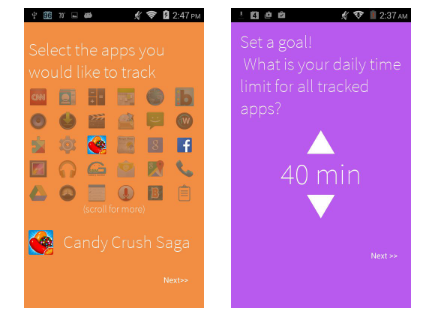 2:47 PM
Select the apps you
would like to track
CNN
b
W
8 f
B
(scroll for more)
Candy Crush Saga
Next>>
2:37 AM
Set a goal!
What is your daily time
limit for all tracked
apps?
40 min
Next >>